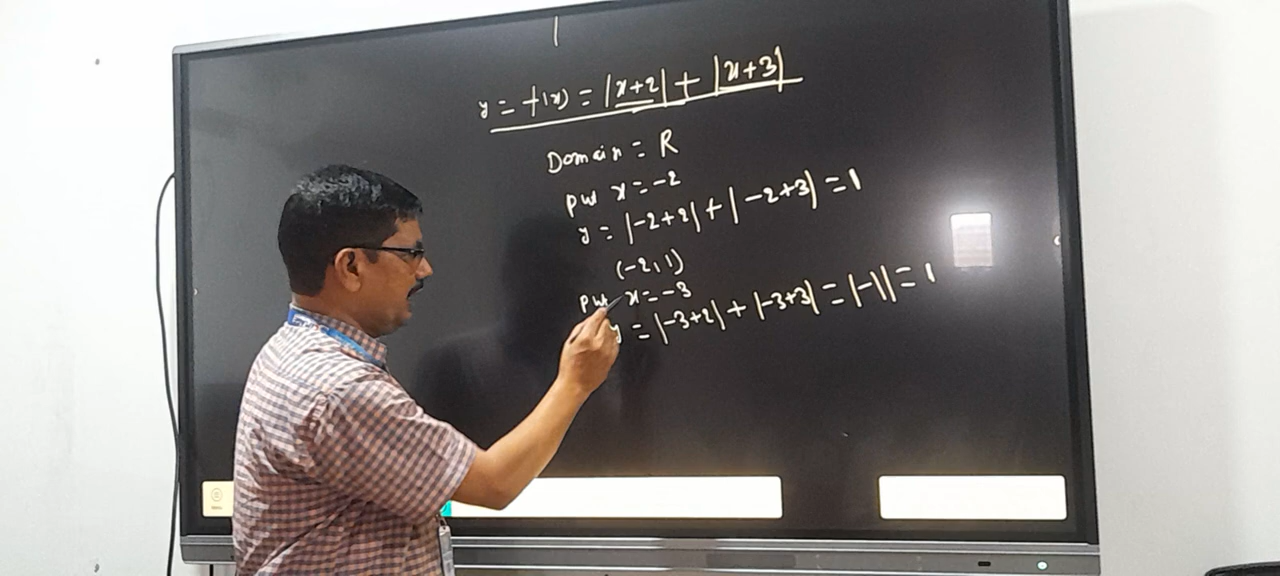 y = f(x) = |x+2| + |x+3|
Domain = R
put x = -2
y = |-2+2| + |-2+3| = 1
(-2, 1)
put x = -3
y = |-3+2| + |-3+3| = |-1| = 1